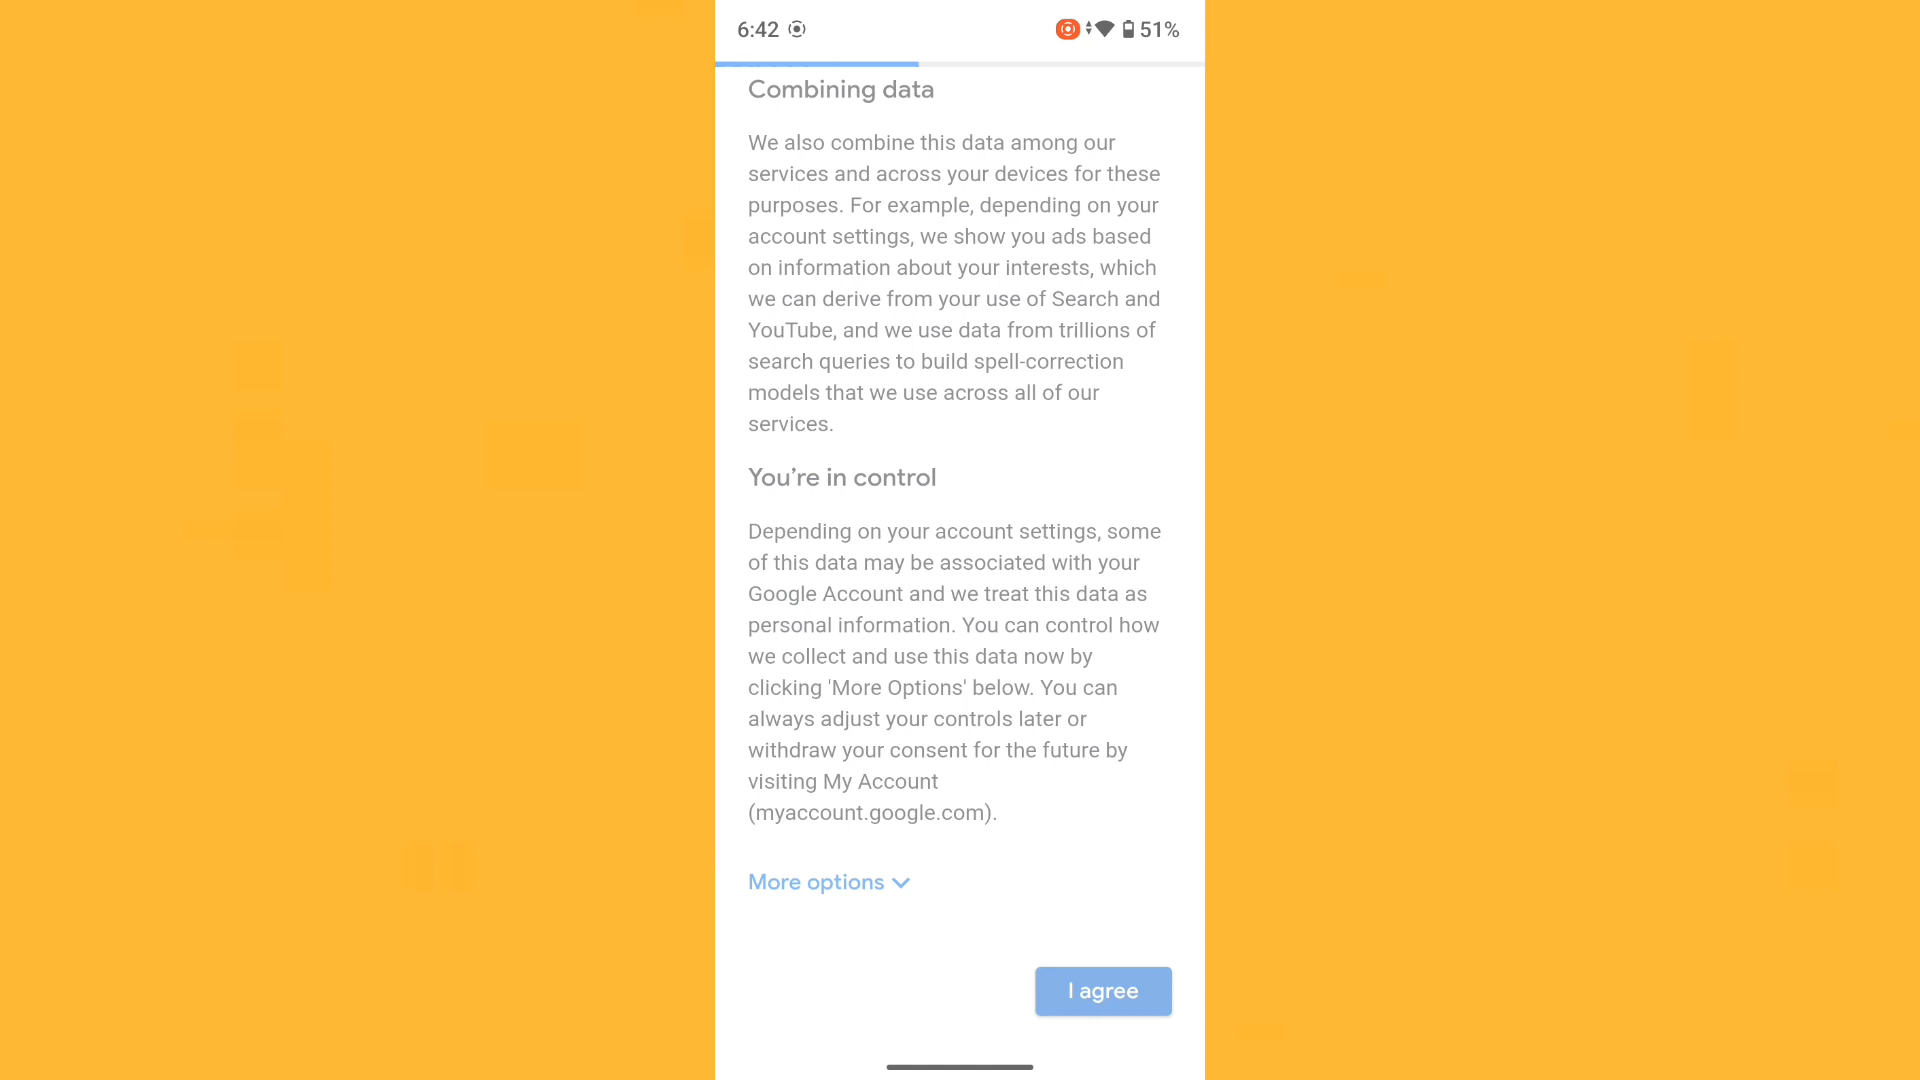 6:42 51%
Combining data
We also combine this data among our
services and across your devices for these
purposes. For example, depending on your
account settings, we show you ads based
on information about your interests, which
we can derive from your use of Search and
YouTube, and we use data from trillions of
search queries to build spell-correction
models that we use across all of our
services.
You’re in control
Depending on your account settings, some
of this data may be associated with your
Google Account and we treat this data as
personal information. You can control how
we collect and use this data now by
clicking 'More Options' below. You can
always adjust your controls later or
withdraw your consent for the future by
visiting My Account
(myaccount.google.com).
More options
I agree